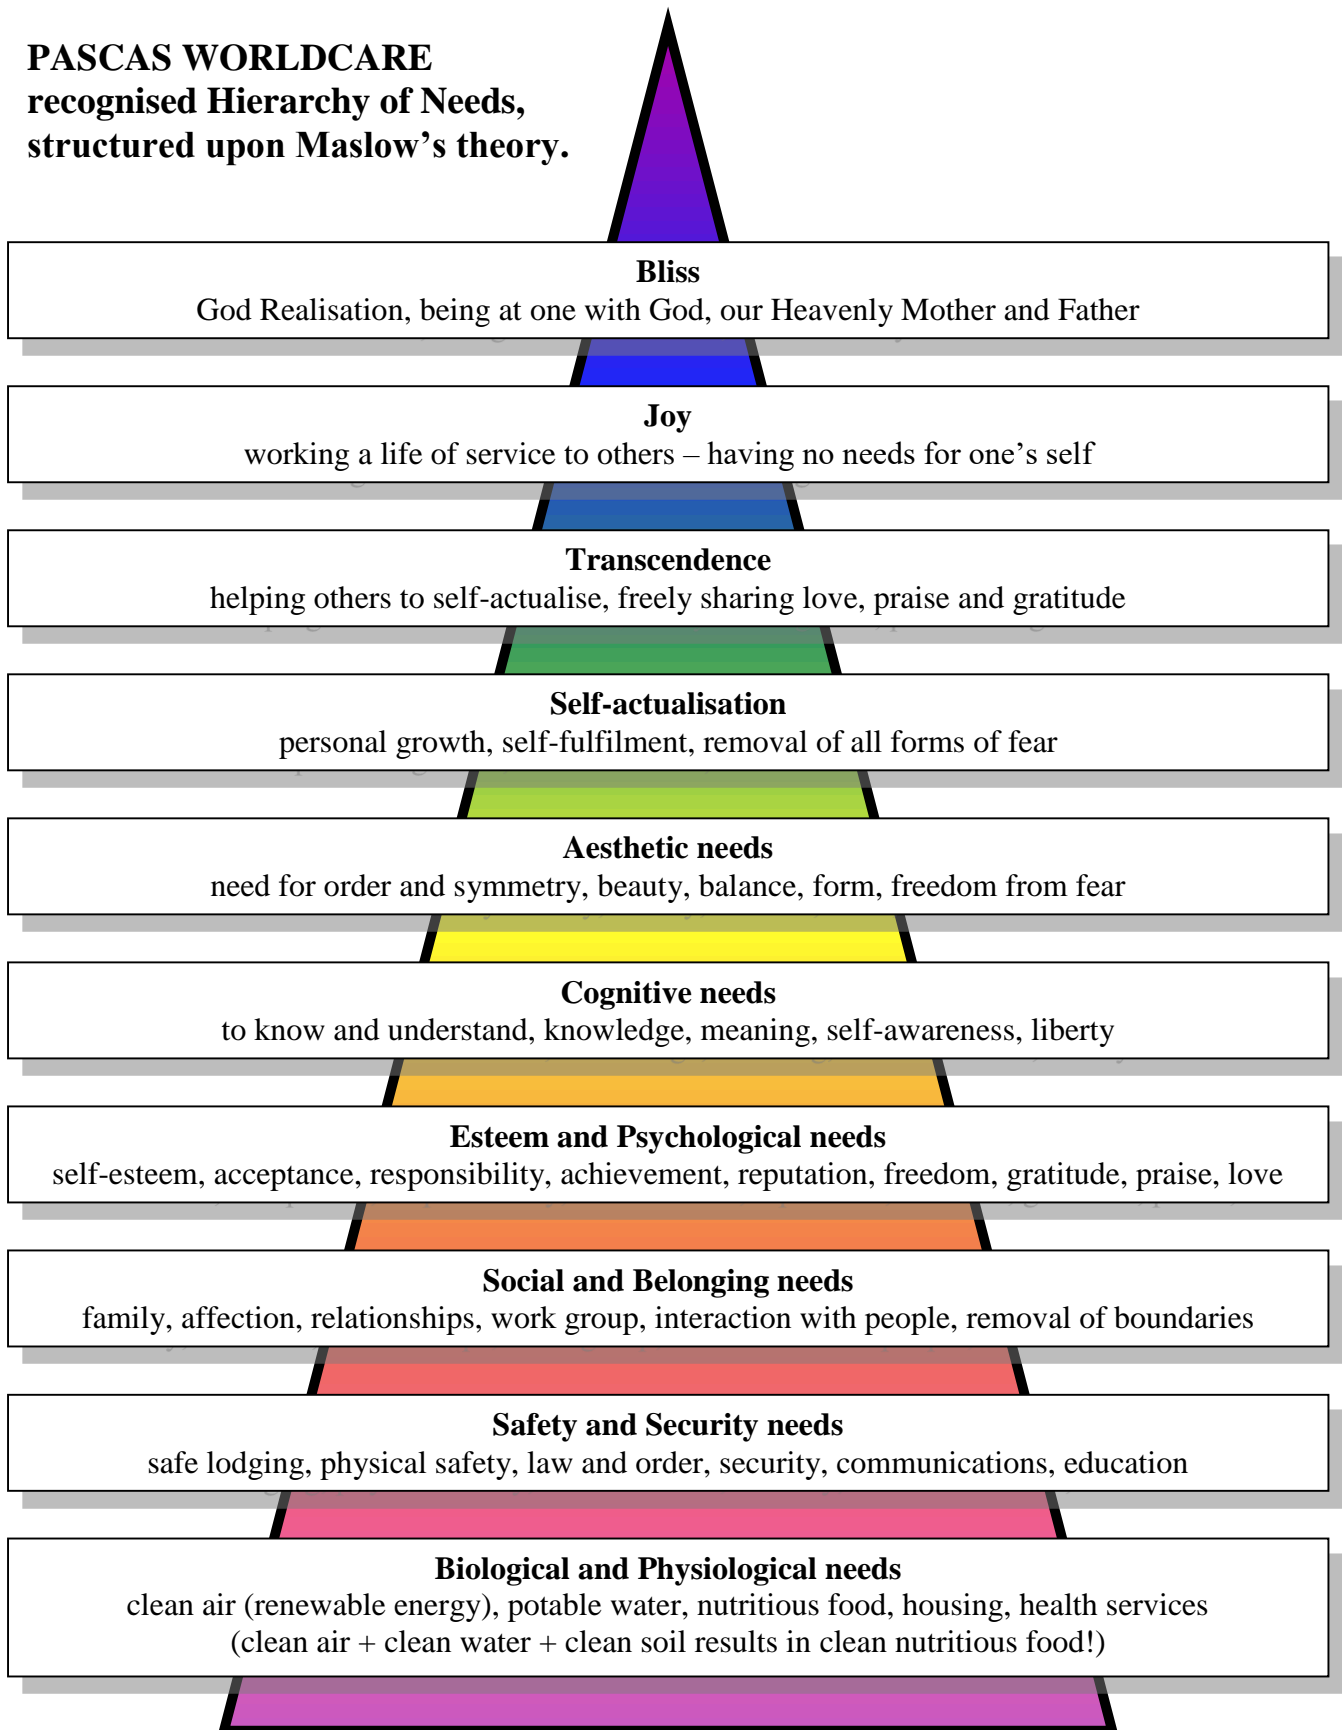 PASCAS WORLDCARE
recognised Hierarchy of Needs,
structured upon Maslow’s theory.
Bliss
God Realisation, being at one with God, our Heavenly Mother and Father
Joy
working a life of service to others – having no needs for one’s self
Transcendence
helping others to self-actualise, freely sharing love, praise and gratitude
Self-actualisation
personal growth, self-fulfilment, removal of all forms of fear
Aesthetic needs
need for order and symmetry, beauty, balance, form, freedom from fear
Cognitive needs
to know and understand, knowledge, meaning, self-awareness, liberty
Esteem and Psychological needs
self-esteem, acceptance, responsibility, achievement, reputation, freedom, gratitude, praise, love
Social and Belonging needs
family, affection, relationships, work group, interaction with people, removal of boundaries
Safety and Security needs
safe lodging, physical safety, law and order, security, communications, education
Biological and Physiological needs
clean air (renewable energy), potable water, nutritious food, housing, health services
(clean air + clean water + clean soil results in clean nutritious food!)